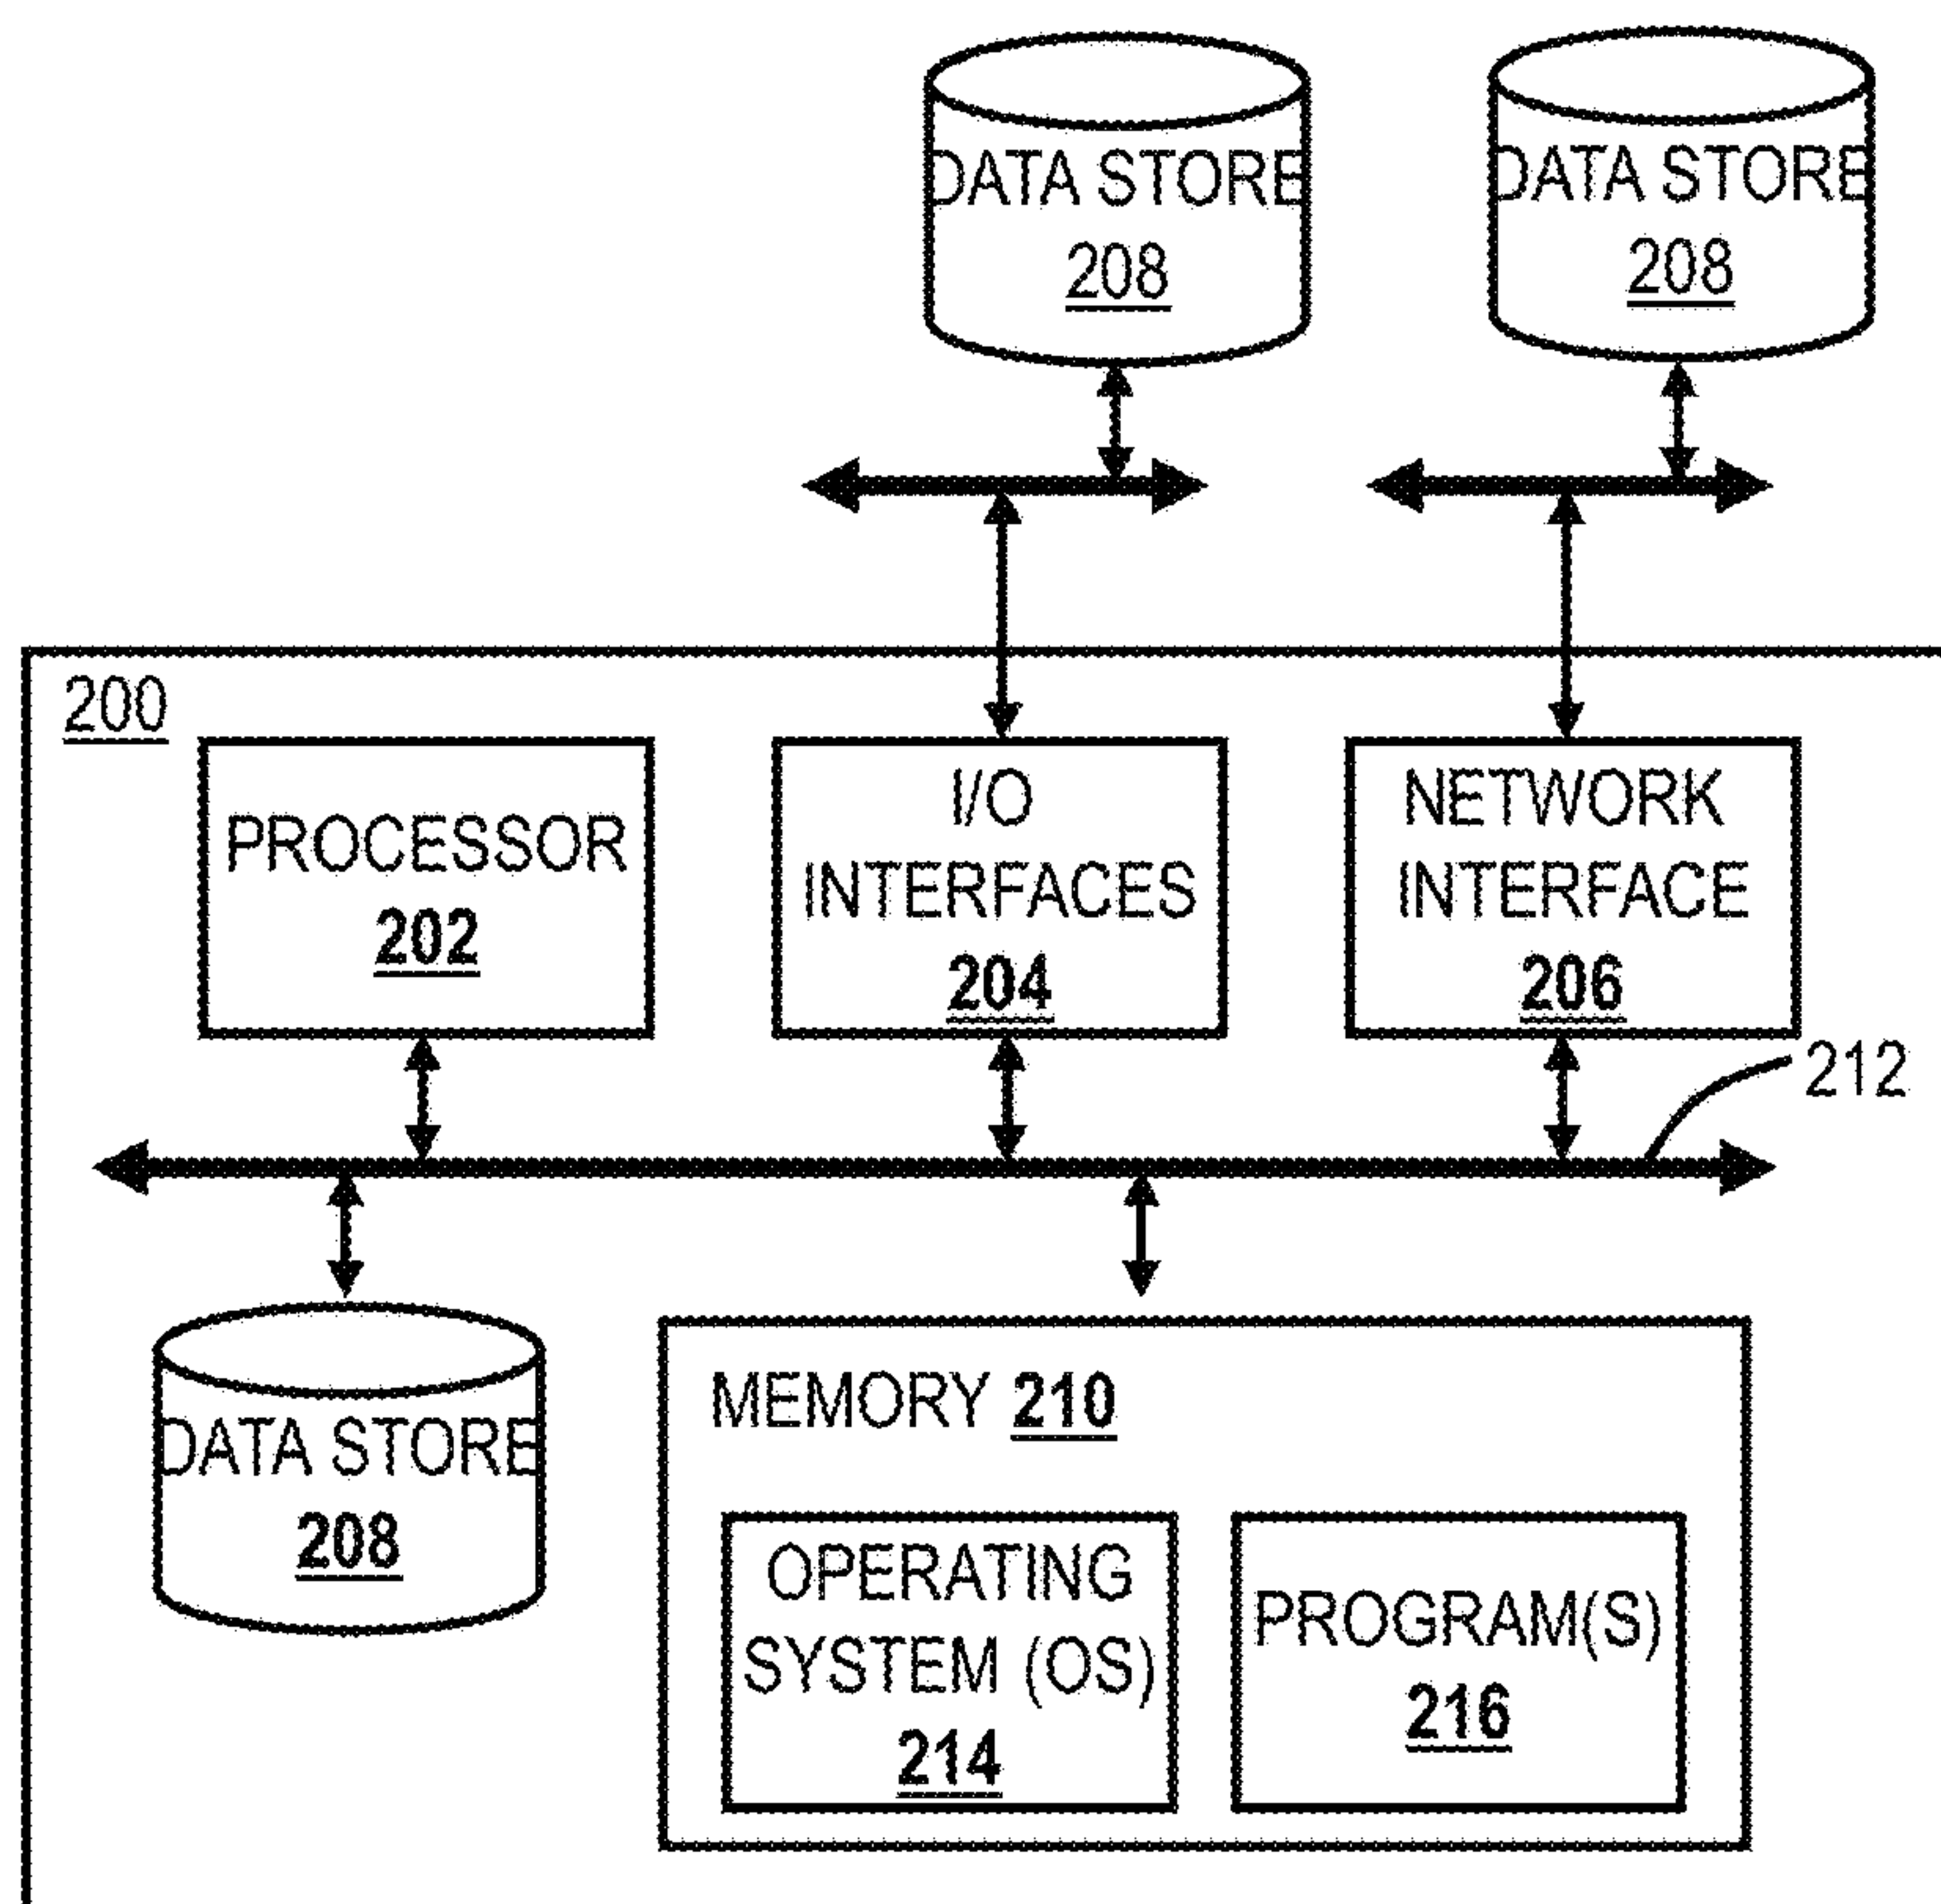 DATA STORE
208
DATA STORE
208
200
PROCESSOR
202
I/O
INTERFACES
204
NETWORK
INTERFACE
206
212
DATA STORE
208
MEMORY 210
OPERATING
SYSTEM (OS)
214
PROGRAM(S)
216